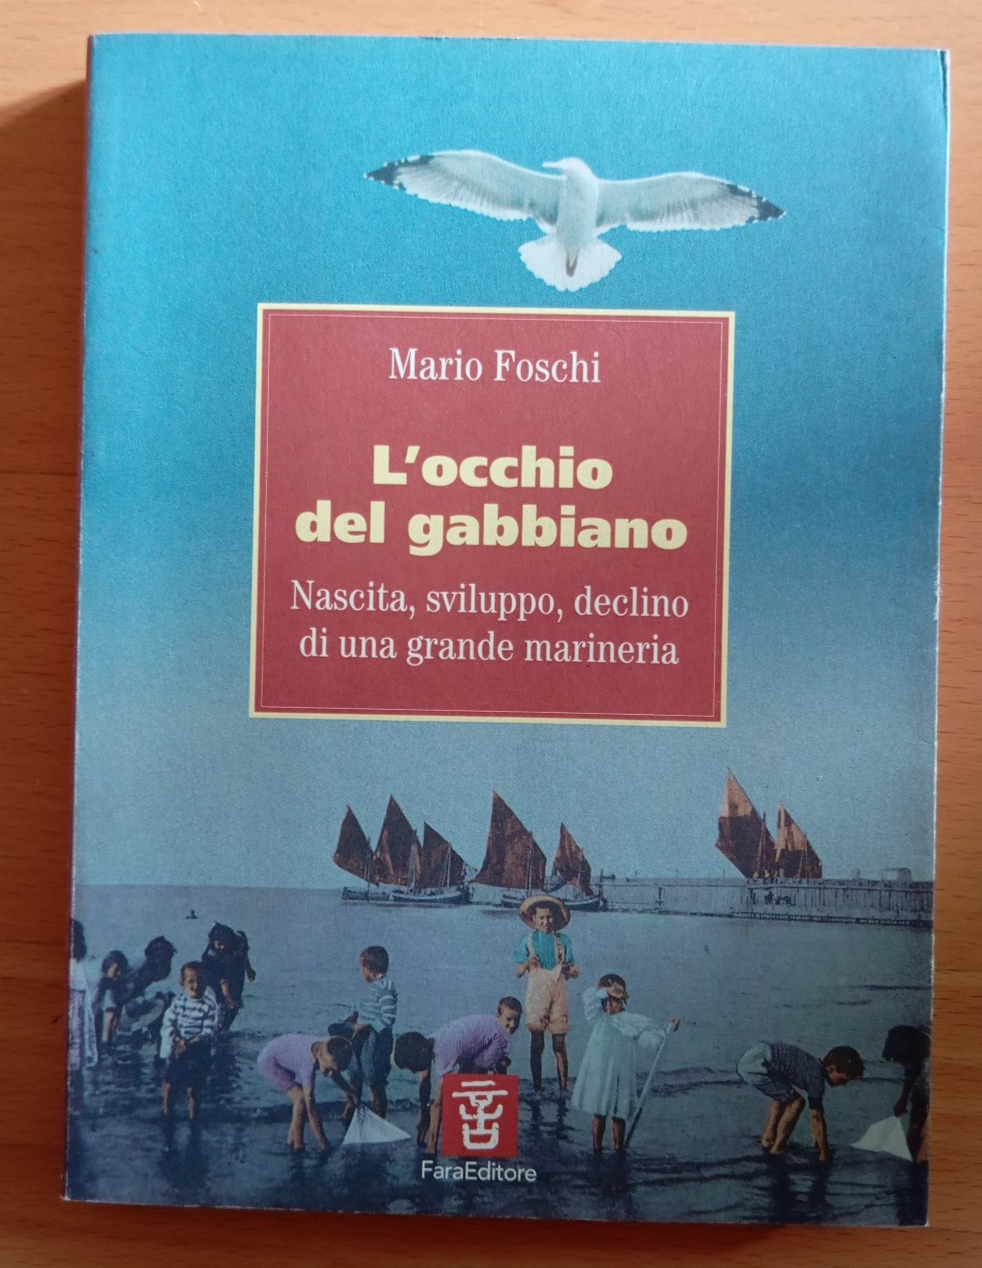 Mario Foschi
L'occhio
del gabbiano
Nascita, sviluppo, declino
di una grande marineria
FaraEditore